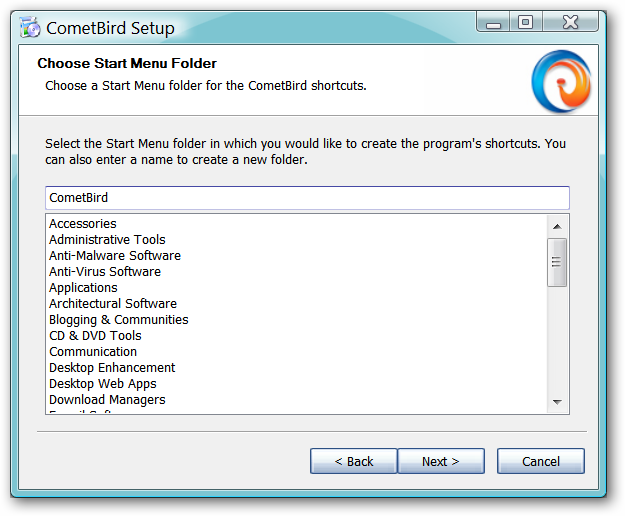 CometBird Setup
Choose Start Menu Folder
Choose a Start Menu folder for the CometBird shortcuts.
Select the Start Menu folder in which you would like to create the program's shortcuts. You
can also enter a name to create a new folder.
CometBird
Accessories
Administrative Tools
Anti-Malware Software
Anti-Virus Software
Applications
Architectural Software
Blogging & Communities
CD & DVD Tools
Communication
Desktop Enhancement
Desktop Web Apps
Download Managers
< Back
Next >
Cancel